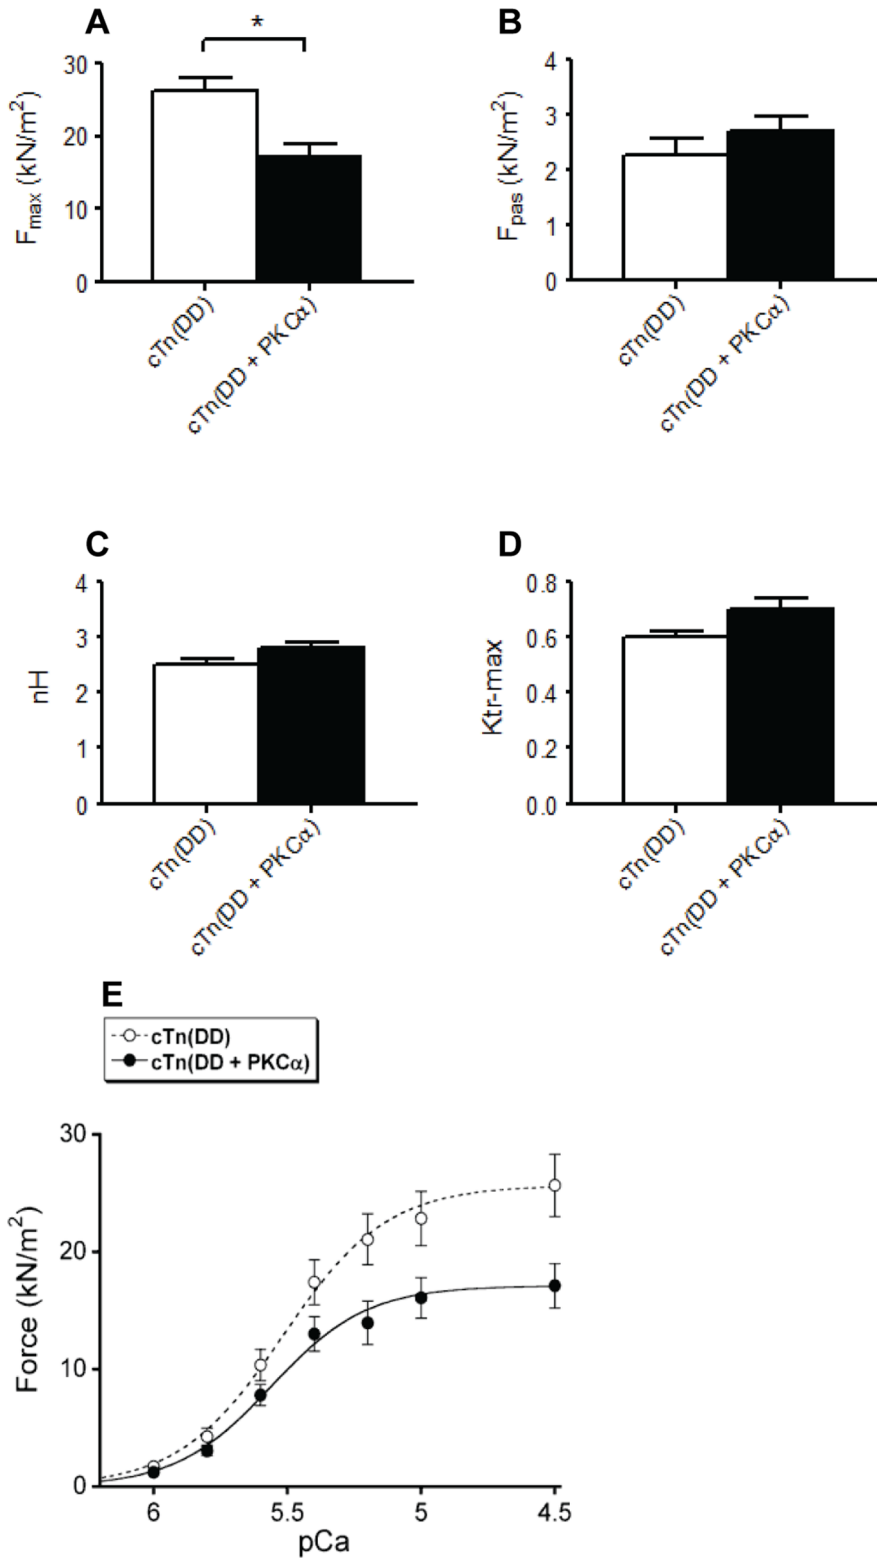 A
*
30
20
10
0
F_max (kN/m²)
cTn(DD)
cTn(DD + PKCα)
B
4
3
2
1
0
F_pas (kN/m²)
cTn(DD)
cTn(DD + PKCα)
C
4
3
2
1
0
nH
cTn(DD)
cTn(DD + PKCα)
D
0.8
0.6
0.4
0.2
0.0
Ktr-max
cTn(DD)
cTn(DD + PKCα)
E
cTn(DD)
cTn(DD + PKCα)
30
20
10
0
Force (kN/m²)
6 5.5 5 4.5
pCa